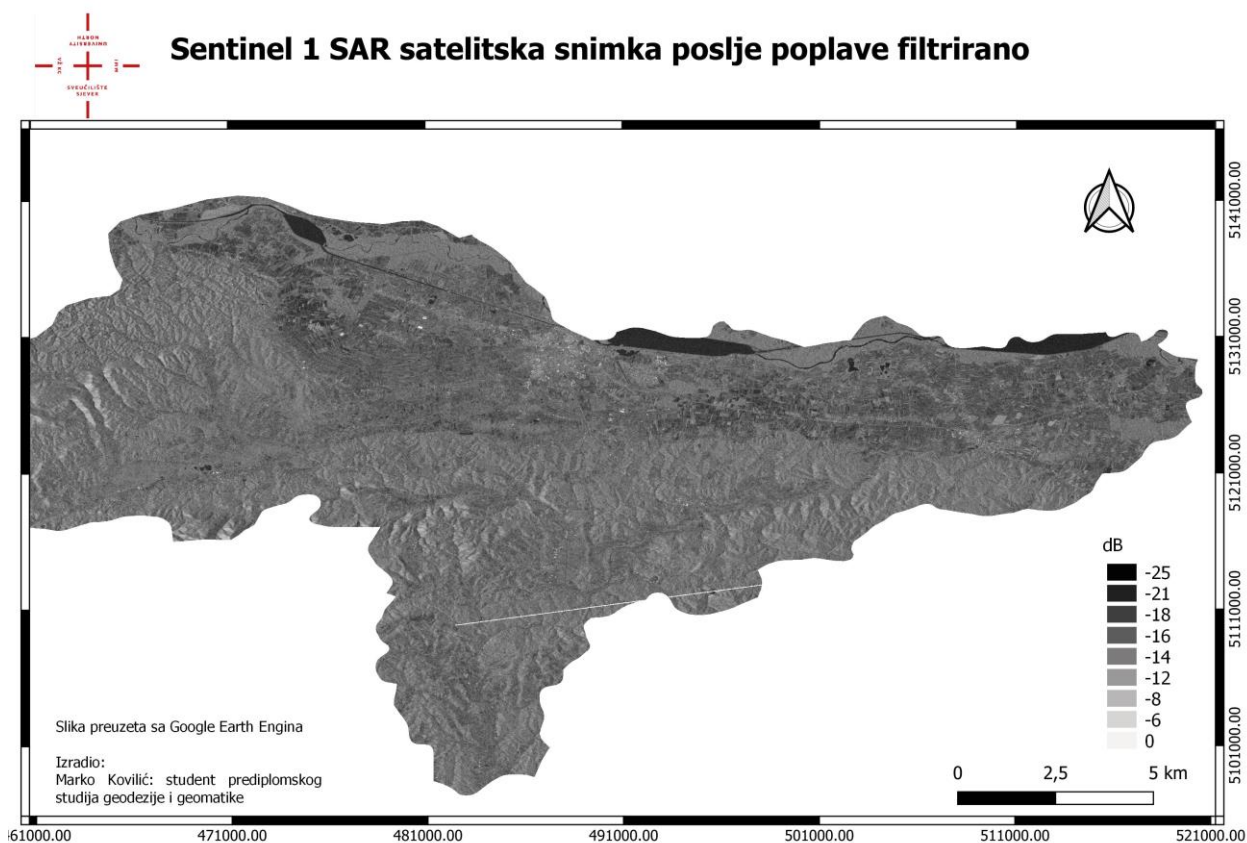 UNIVERSITY
NORTH
SVEUČILIŠTE
SJEVER
Sentinel 1 SAR satelitska snimka poslje poplave filtrirano
5141000.00
5131000.00
5121000.00
5111000.00
5101000.00
dB
-25
-21
-18
-16
-14
-12
-8
-6
0
Slika preuzeta sa Google Earth Engina
Izradio:
Marko Kovilić: student prediplomskog
studija geodezije i geomatike
0 2,5 5 km
461000.00 471000.00 481000.00 491000.00 501000.00 511000.00 521000.00